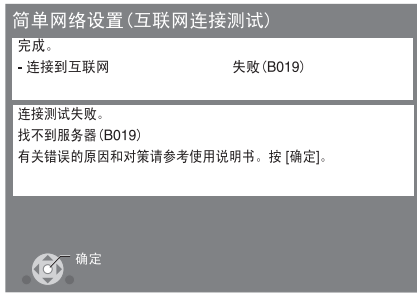 简单网络设置(互联网连接测试)
完成。
- 连接到互联网 失败(B019)
连接测试失败。
找不到服务器(B019)
有关错误的原因和对策请参考使用说明书。按 [确定]。
确定